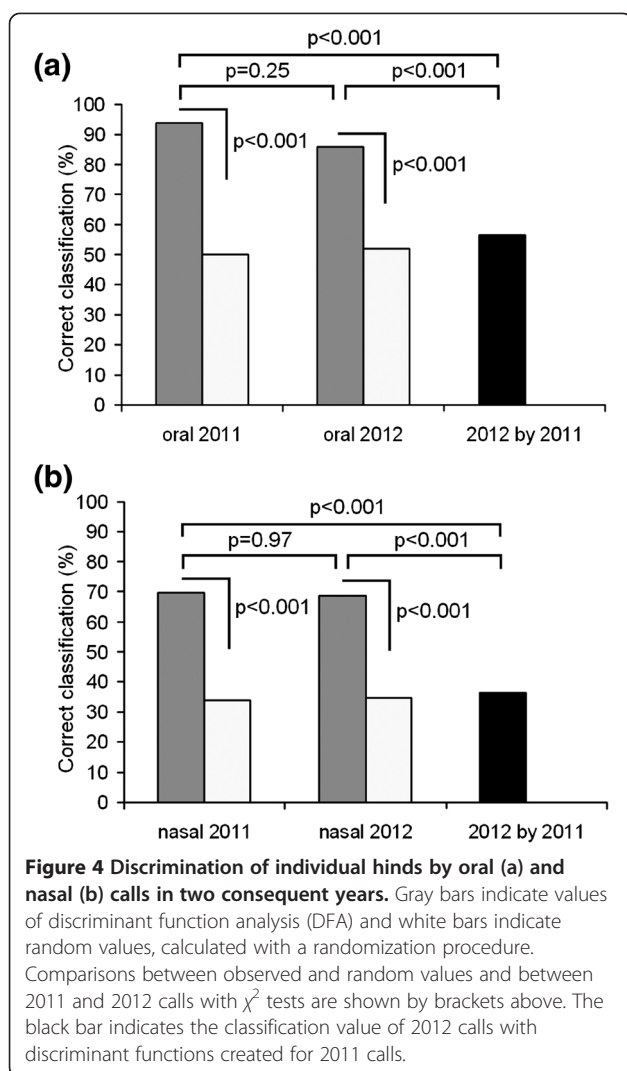 (a)
p<0.001
p=0.25 p<0.001
100
90
80
70
60
50
40
30
20
10
0
Correct classification (%)
p<0.001
p<0.001
oral 2011 oral 2012 2012 by 2011
(b)
p<0.001
p=0.97 p<0.001
100
90
80
70
60
50
40
30
20
10
0
Correct classification (%)
p<0.001 p<0.001
nasal 2011 nasal 2012 2012 by 2011
Figure 4 Discrimination of individual hinds by oral (a) and
nasal (b) calls in two consequent years. Gray bars indicate values
of discriminant function analysis (DFA) and white bars indicate
random values, calculated with a randomization procedure.
Comparisons between observed and random values and between
2011 and 2012 calls with χ² tests are shown by brackets above. The
black bar indicates the classification value of 2012 calls with
discriminant functions created for 2011 calls.